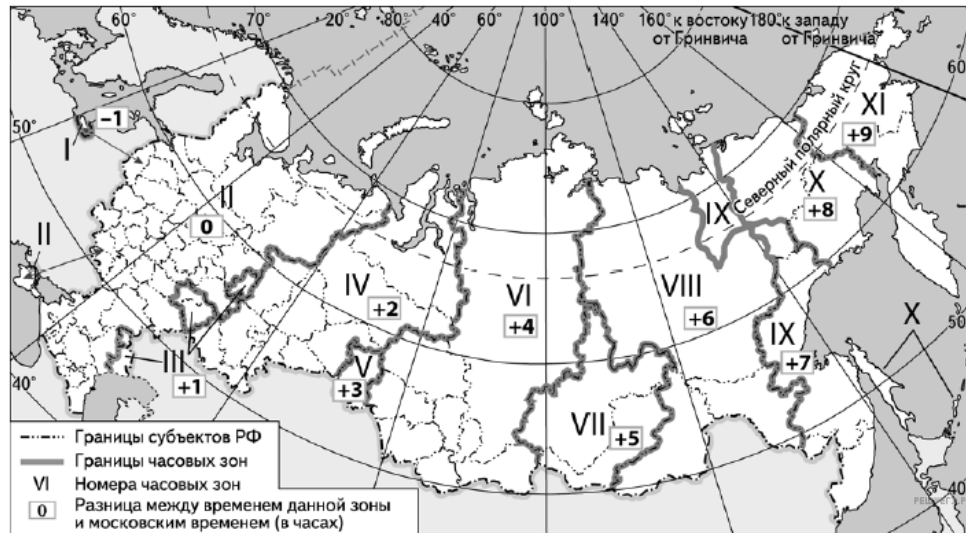 60° 70° 40° 60° 100° 140° 160° к востоку 180° к западу
от Гринвича от Гринвича
60
50°
−1
I
Северный полярный круг
XI
+9
II
0
IX
X
+8
II
IV
+2
VI
+4
VIII
+6
X
IX
+7
50
III
+1
V
+3
VII
+5
40°
40
Границы субъектов РФ
Границы часовых зон
VI Номера часовых зон
0 Разница между временем данной зоны
и московским временем (в часах)